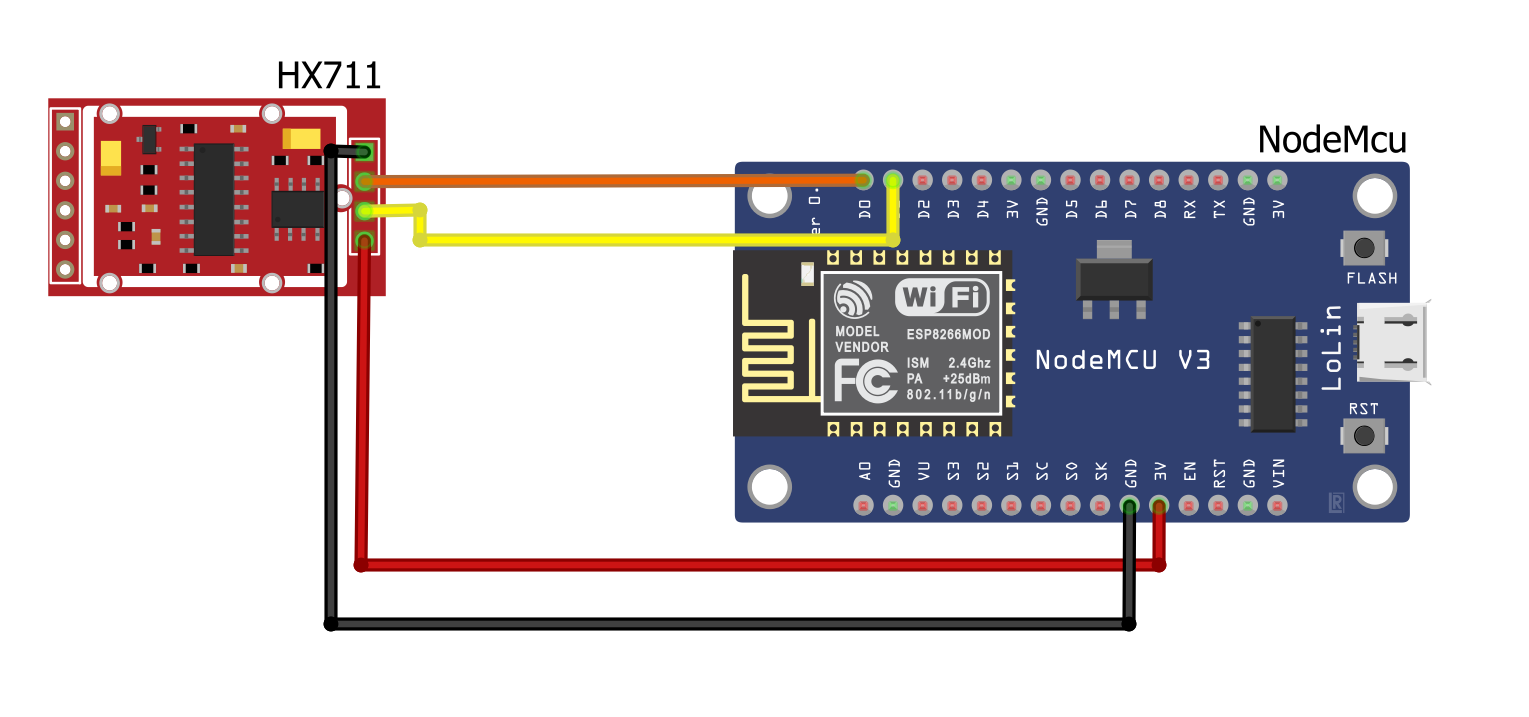 HX711
NodeMcu
er 0.
D0
D2
D3
D4
3V
GND
D5
D6
D7
D8
RX
TX
GND
3V
FLASH
WiFi
MODEL
VENDOR
ESP8266MOD
ISM 2.4Ghz
PA +25dBm
802.11b/g/n
FC
NodeMCU V3
LoLin
RST
A0
GND
VU
S3
S2
S1
SC
S0
SK
GND
3V
EN
RST
GND
VIN